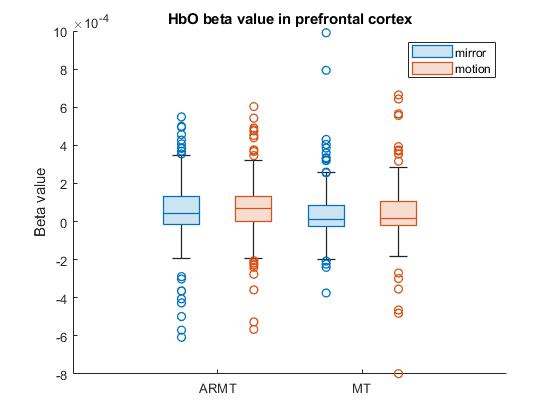 HbO beta value in prefrontal cortex
×10⁻⁴
10
8
6
4
2
0
-2
-4
-6
-8
Beta value
mirror
motion
ARMT
MT